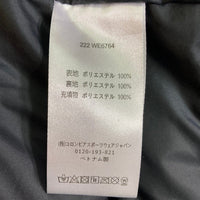 222 WE6764
表地 ポリエステル 100%
裏地 ポリエステル 100%
充填物 ポリエステル 100%
(株)コロンビアスポーツウェアジャパン
0120-193-821
ベトナム製